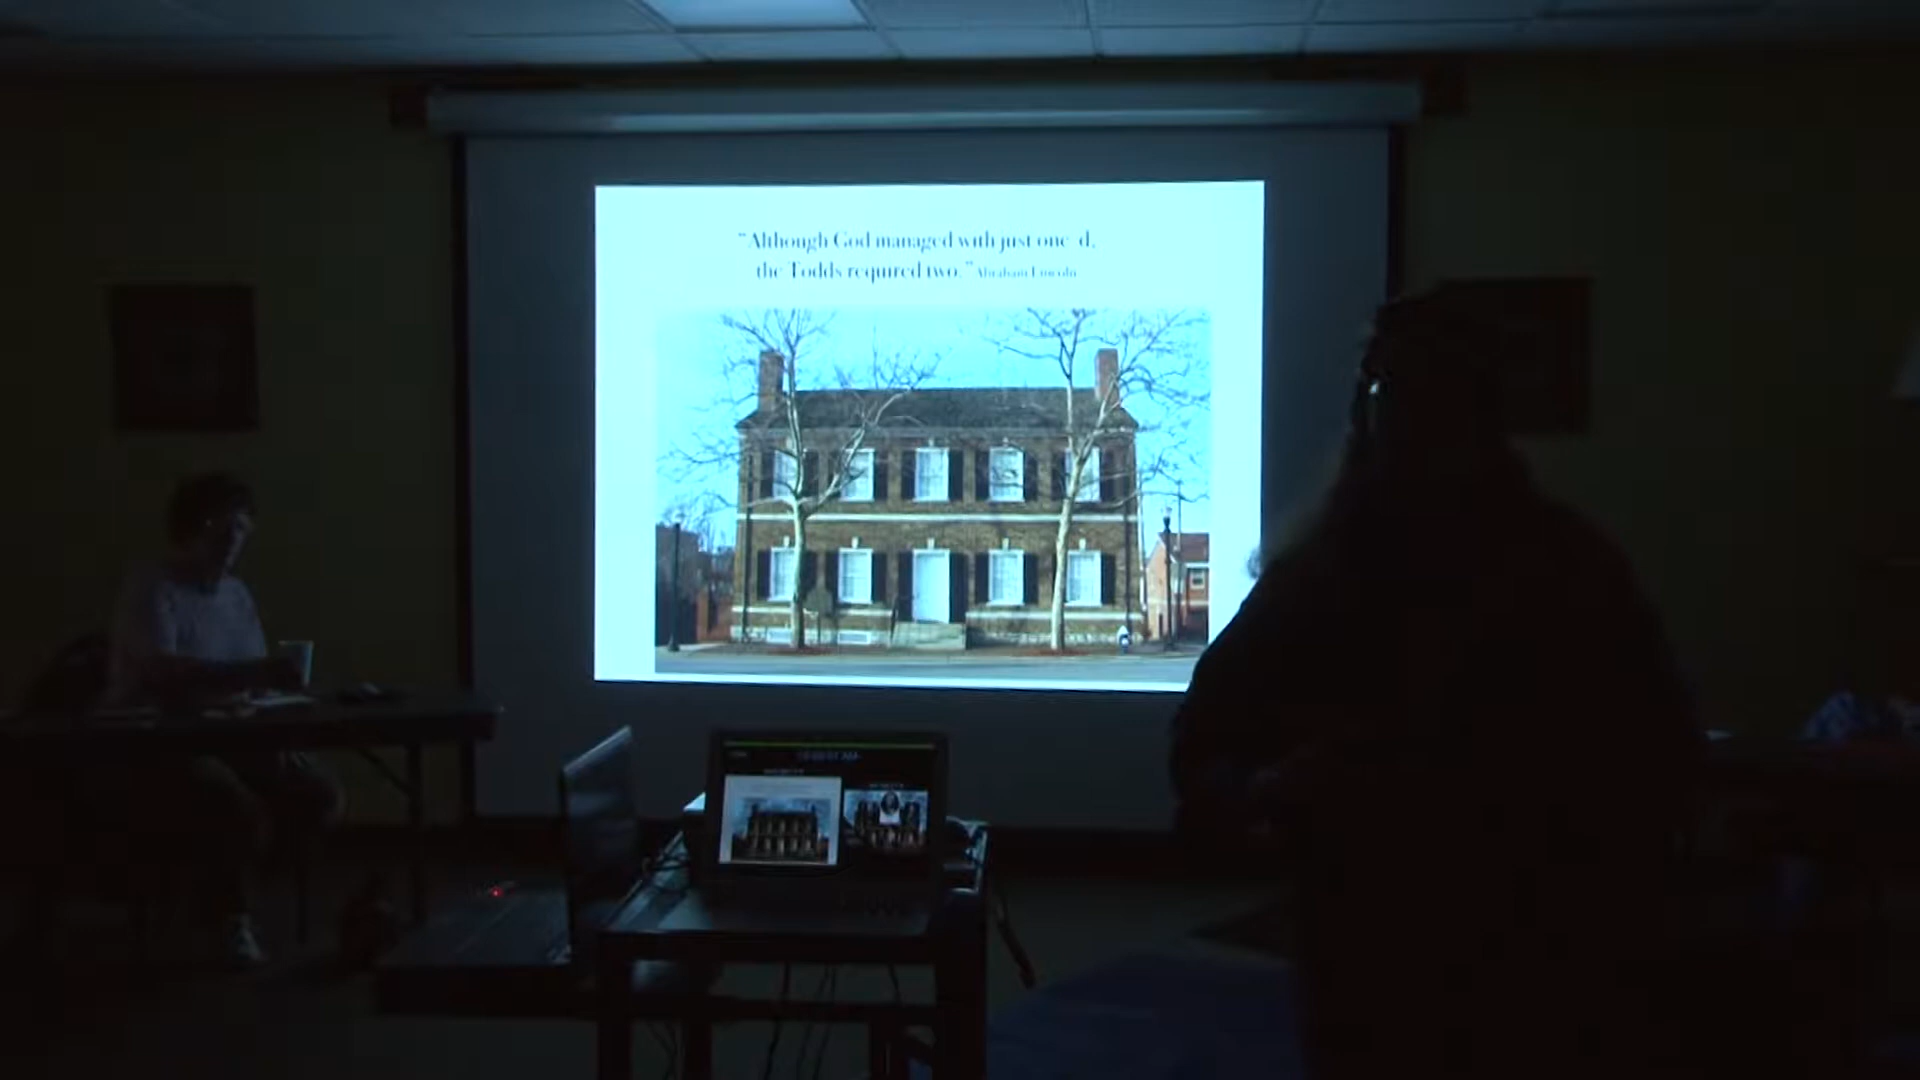 "Although God managed with just one d,
the Todds required two." Abraham Lincoln